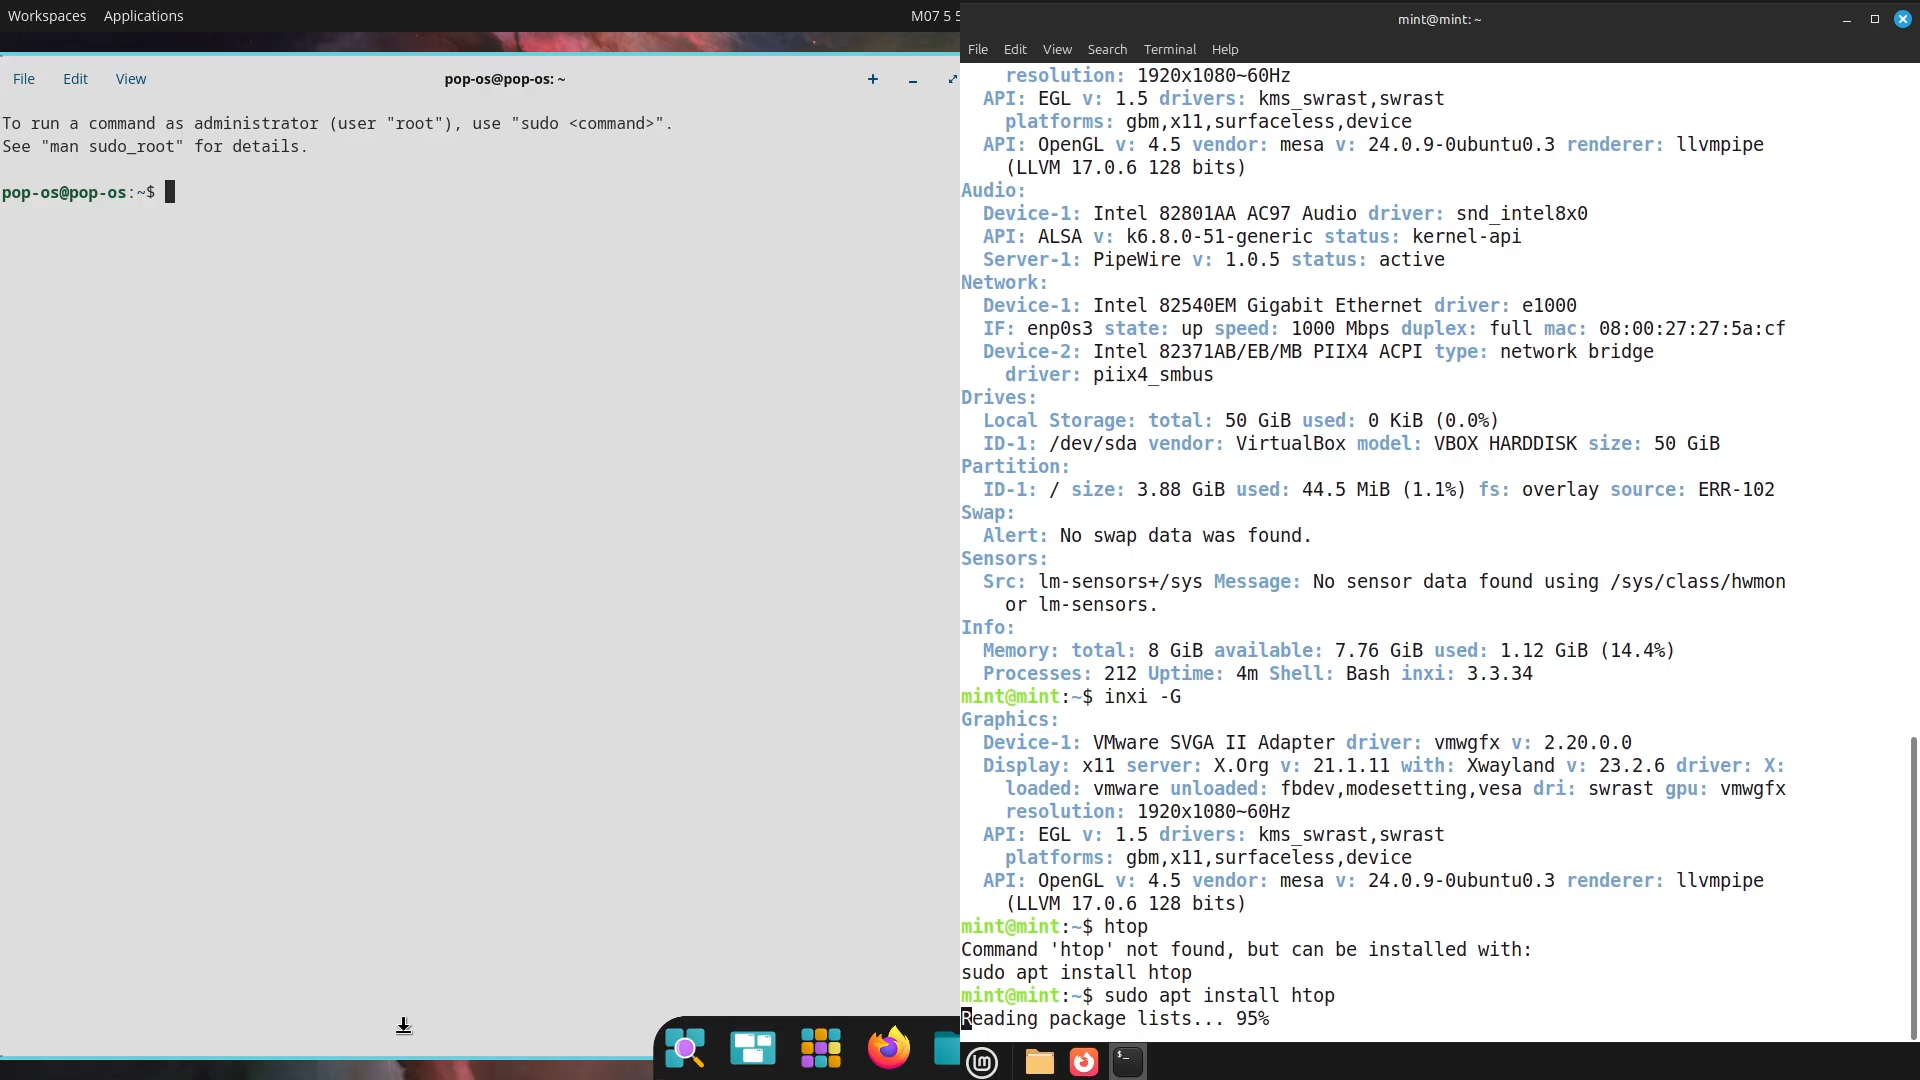 Workspaces Applications M07 5 5
File Edit View pop-os@pop-os: ~
To run a command as administrator (user "root"), use "sudo <command>".
See "man sudo_root" for details.
pop-os@pop-os:~$
mint@mint: ~
File Edit View Search Terminal Help
resolution: 1920x1080~60Hz
API: EGL v: 1.5 drivers: kms_swrast,swrast
platforms: gbm,x11,surfaceless,device
API: OpenGL v: 4.5 vendor: mesa v: 24.0.9-0ubuntu0.3 renderer: llvmpipe
(LLVM 17.0.6 128 bits)
Audio:
Device-1: Intel 82801AA AC97 Audio driver: snd_intel8x0
API: ALSA v: k6.8.0-51-generic status: kernel-api
Server-1: PipeWire v: 1.0.5 status: active
Network:
Device-1: Intel 82540EM Gigabit Ethernet driver: e1000
IF: enp0s3 state: up speed: 1000 Mbps duplex: full mac: 08:00:27:27:5a:cf
Device-2: Intel 82371AB/EB/MB PIIX4 ACPI type: network bridge
driver: piix4_smbus
Drives:
Local Storage: total: 50 GiB used: 0 KiB (0.0%)
ID-1: /dev/sda vendor: VirtualBox model: VBOX HARDDISK size: 50 GiB
Partition:
ID-1: / size: 3.88 GiB used: 44.5 MiB (1.1%) fs: overlay source: ERR-102
Swap:
Alert: No swap data was found.
Sensors:
Src: lm-sensors+/sys Message: No sensor data found using /sys/class/hwmon
or lm-sensors.
Info:
Memory: total: 8 GiB available: 7.76 GiB used: 1.12 GiB (14.4%)
Processes: 212 Uptime: 4m Shell: Bash inxi: 3.3.34
mint@mint:~$ inxi -G
Graphics:
Device-1: VMware SVGA II Adapter driver: vmwgfx v: 2.20.0.0
Display: x11 server: X.Org v: 21.1.11 with: Xwayland v: 23.2.6 driver: X:
loaded: vmware unloaded: fbdev,modesetting,vesa dri: swrast gpu: vmwgfx
resolution: 1920x1080~60Hz
API: EGL v: 1.5 drivers: kms_swrast,swrast
platforms: gbm,x11,surfaceless,device
API: OpenGL v: 4.5 vendor: mesa v: 24.0.9-0ubuntu0.3 renderer: llvmpipe
(LLVM 17.0.6 128 bits)
mint@mint:~$ htop
Command 'htop' not found, but can be installed with:
sudo apt install htop
mint@mint:~$ sudo apt install htop
Reading package lists... 95%